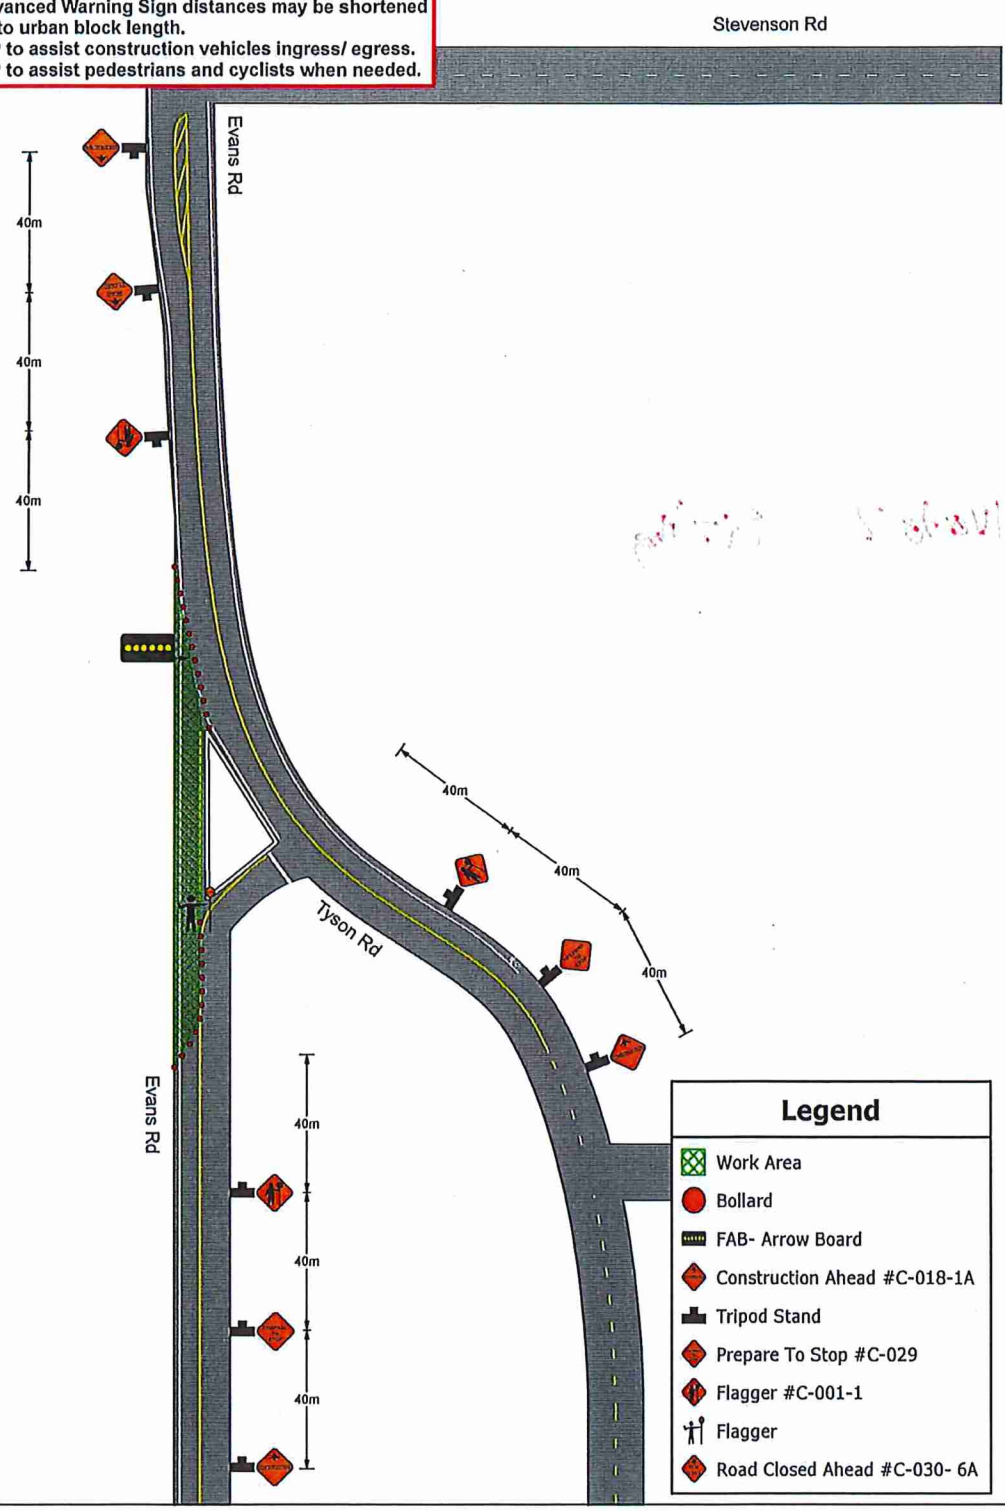 vanced Warning Sign distances may be shortened
to urban block length.
to assist construction vehicles ingress/ egress.
to assist pedestrians and cyclists when needed.
Stevenson Rd
Evans Rd
40m
40m
40m
40m
40m
40m
Tyson Rd
Evans Rd
40m
40m
40m
Legend
Work Area
Bollard
FAB- Arrow Board
Construction Ahead #C-018-1A
Tripod Stand
Prepare To Stop #C-029
Flagger #C-001-1
Flagger
Road Closed Ahead #C-030- 6A